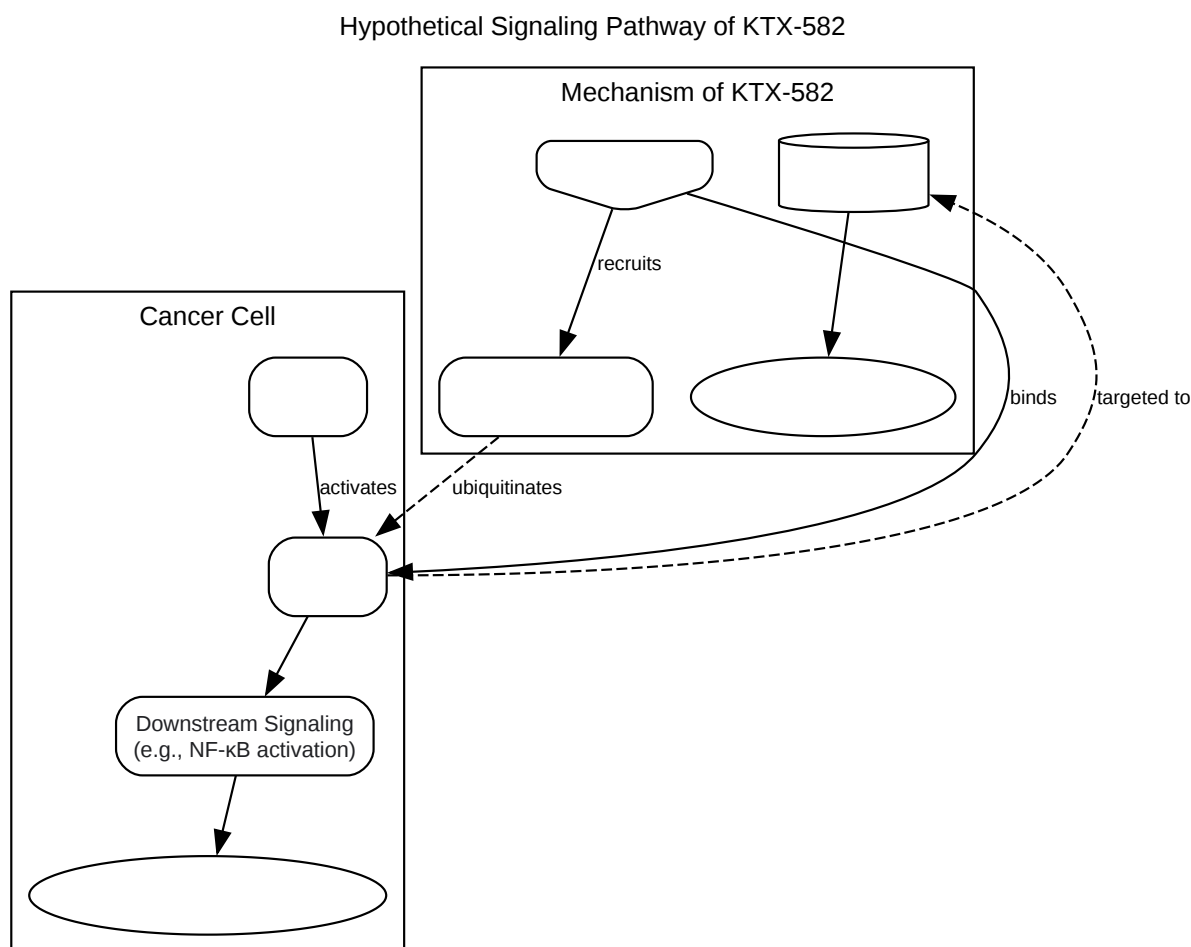 Hypothetical Signaling Pathway of KTX-582
Mechanism of KTX-582
recruits
Cancer Cell
binds
targeted to
activates
ubiquitinates
Downstream Signaling
(e.g., NF-κB activation)